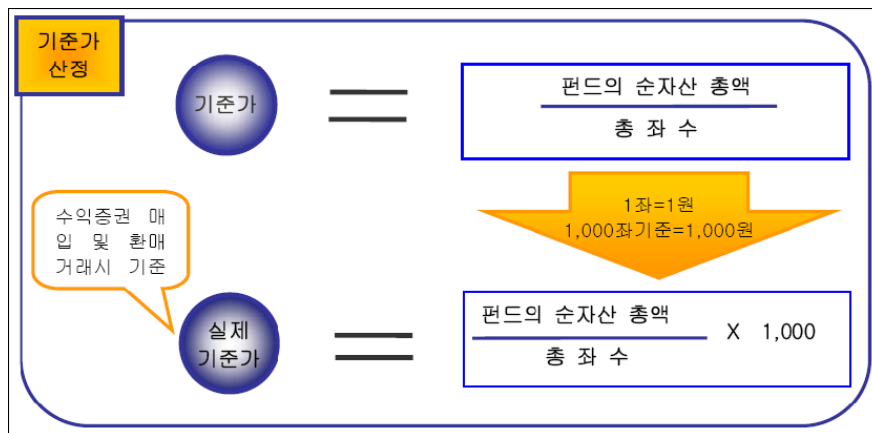 기준가
산정
기준가
펀드의 순자산 총액
총 좌 수
1좌=1원
1,000좌기준=1,000원
수익증권 매
입 및 환매
거래시 기준
실제
기준가
펀드의 순자산 총액
총 좌 수
X 1,000